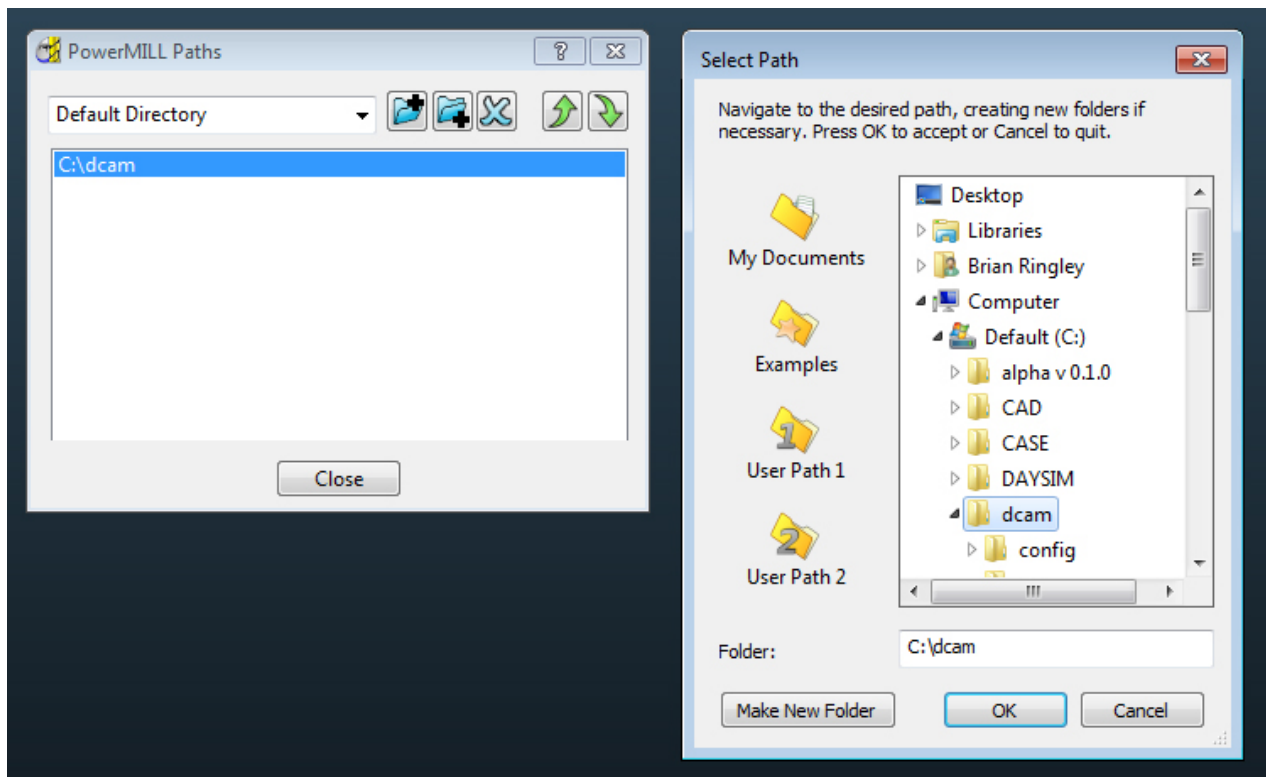 PowerMILL Paths
Default Directory
C:\dcam
Close
Select Path
Navigate to the desired path, creating new folders if
necessary. Press OK to accept or Cancel to quit.
My Documents
Examples
1
User Path 1
2
User Path 2
Desktop
Libraries
Brian Ringley
Computer
Default (C:)
alpha v 0.1.0
CAD
CASE
DAYSIM
dcam
config
Folder:
C:\dcam
Make New Folder
OK
Cancel